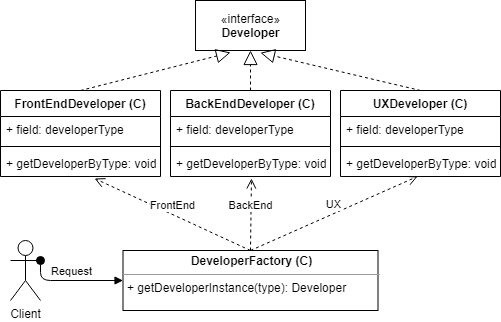 «interface»
Developer
FrontEndDeveloper (C)
+ field: developerType
+ getDeveloperByType: void
BackEndDeveloper (C)
+ field: developerType
+ getDeveloperByType: void
UXDeveloper (C)
+ field: developerType
+ getDeveloperByType: void
FrontEnd
BackEnd
UX
Client
Request
DeveloperFactory (C)
+ getDeveloperInstance(type): Developer